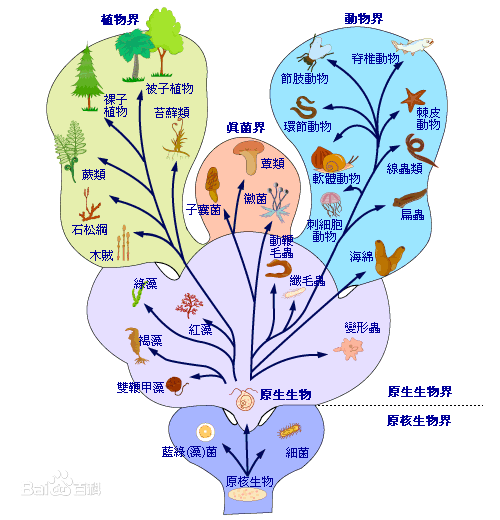 植物界
動物界
被子植物
裸子
植物
苔蘚類
蕨類
石松綱
木賊
眞菌界
蕈類
子囊菌
黴菌
節肢動物
脊椎動物
環節動物
棘皮
動物
軟體動物
線蟲類
刺細胞
動物
扁蟲
海綿
動鞭
毛蟲
纖毛蟲
綠藻
紅藻
褐藻
雙鞭甲藻
變形蟲
原生生物
原生生物界
原核生物界
藍綠(藻)菌
細菌
原核生物
Baidu百科